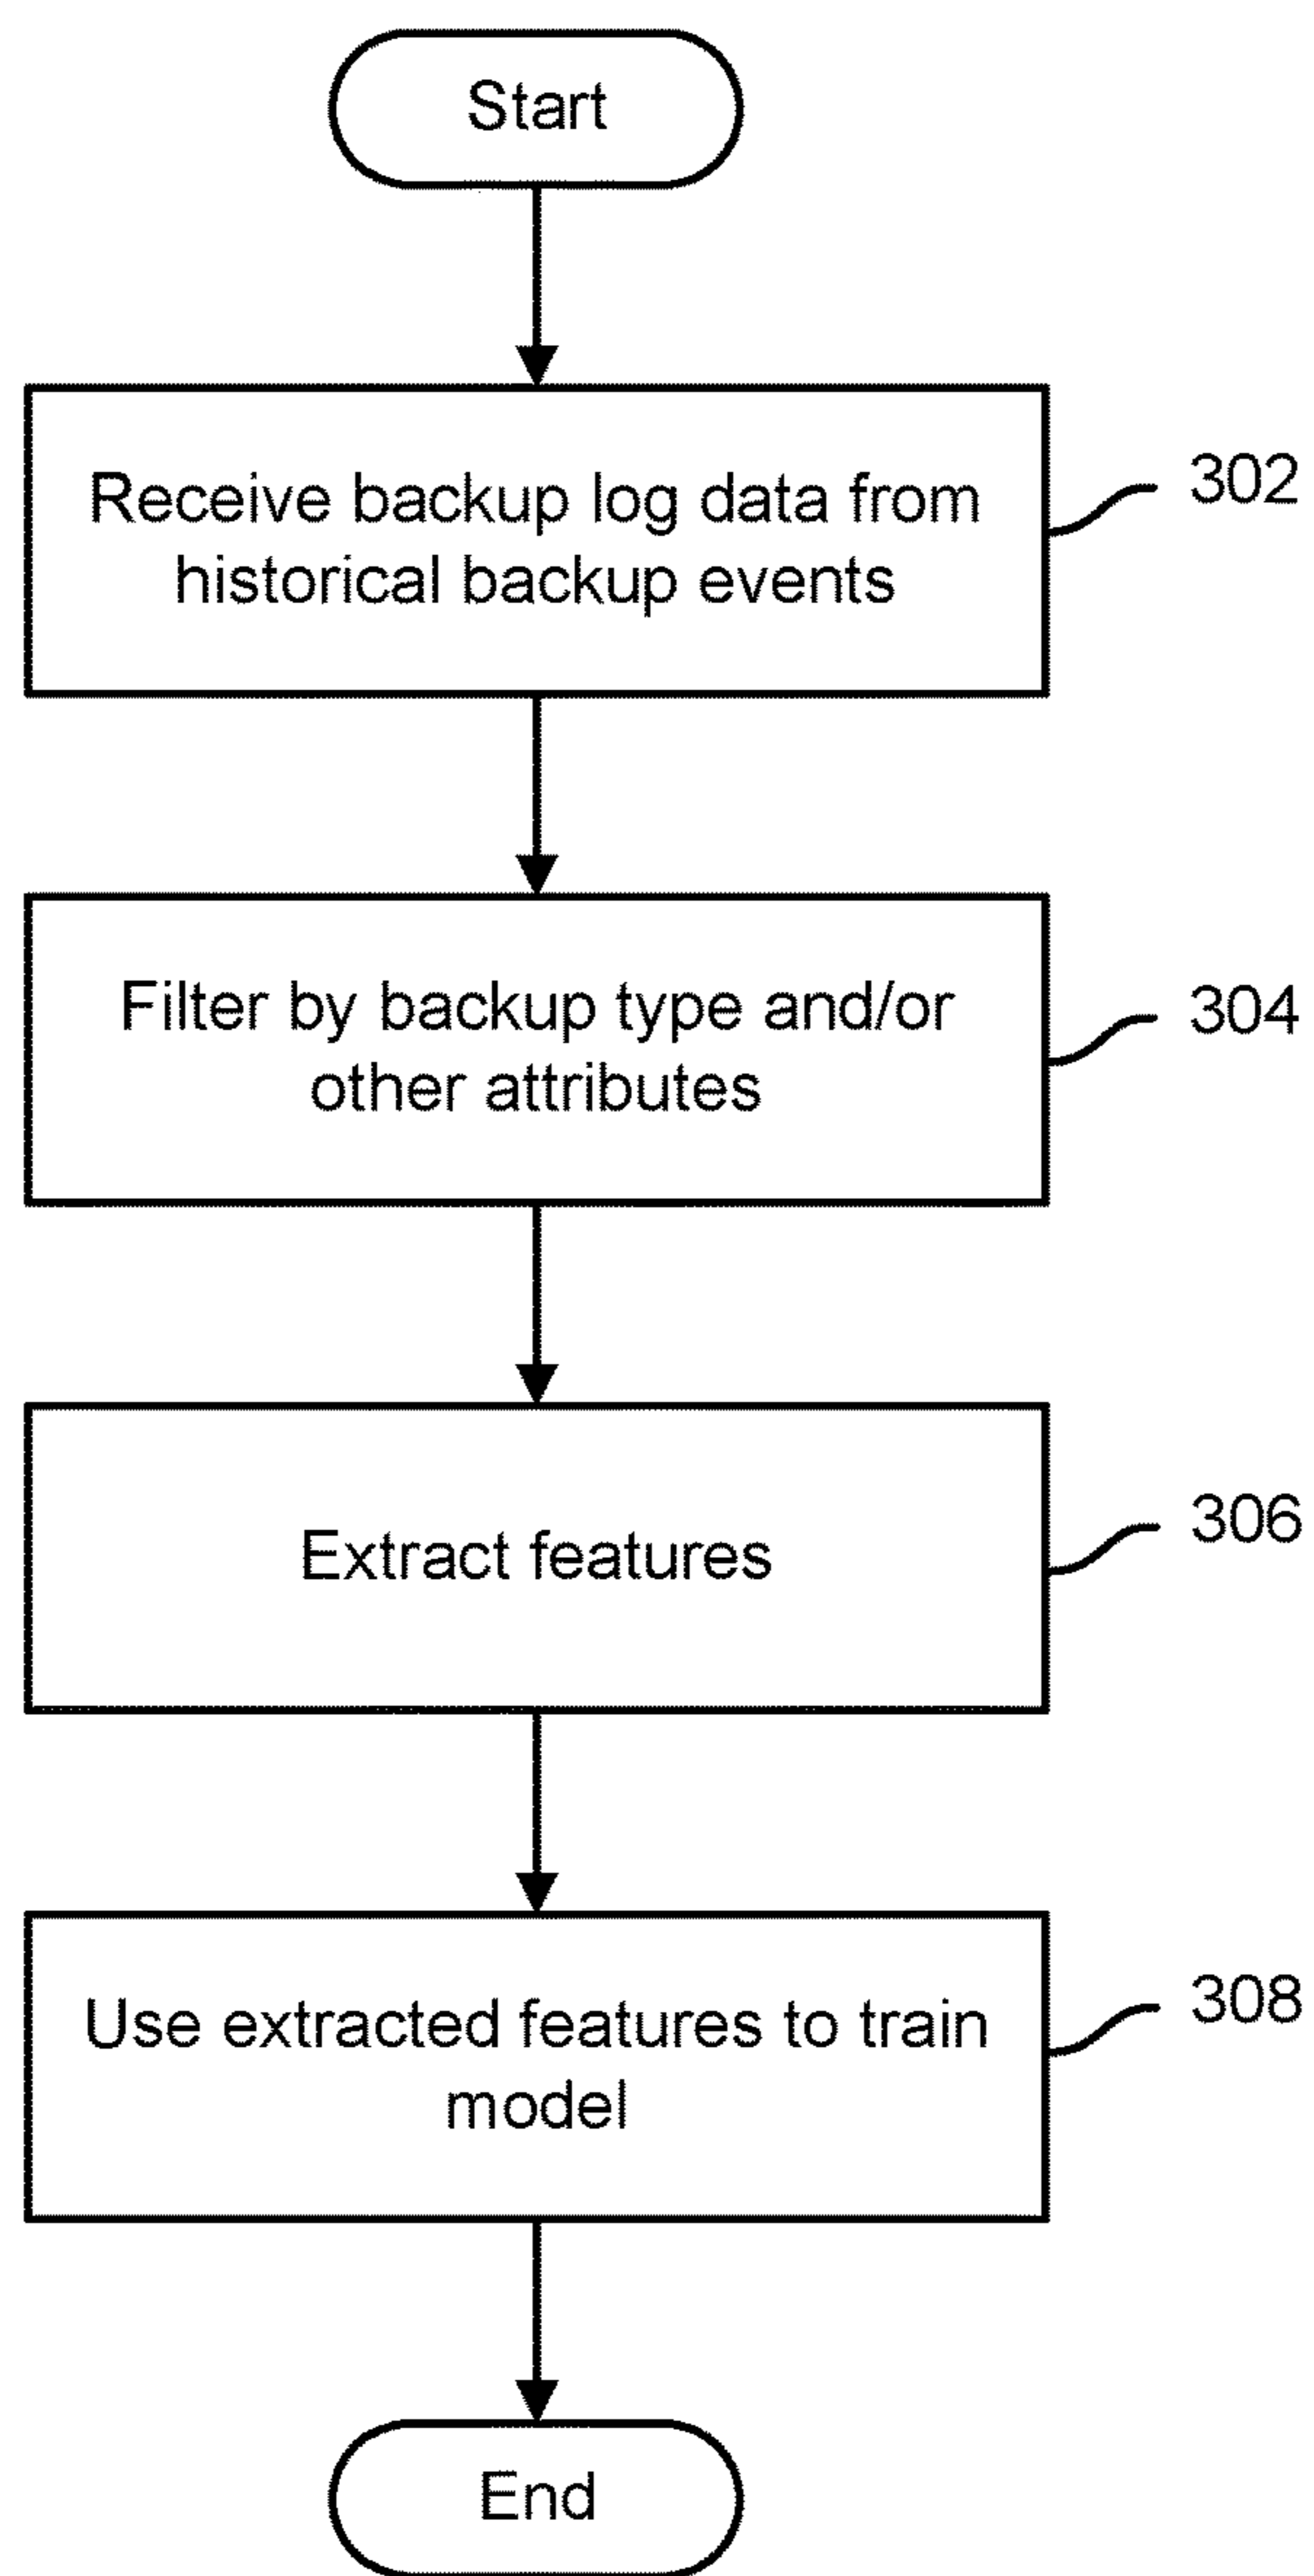 Start
Receive backup log data from
historical backup events
302
Filter by backup type and/or
other attributes
304
Extract features
306
Use extracted features to train
model
308
End